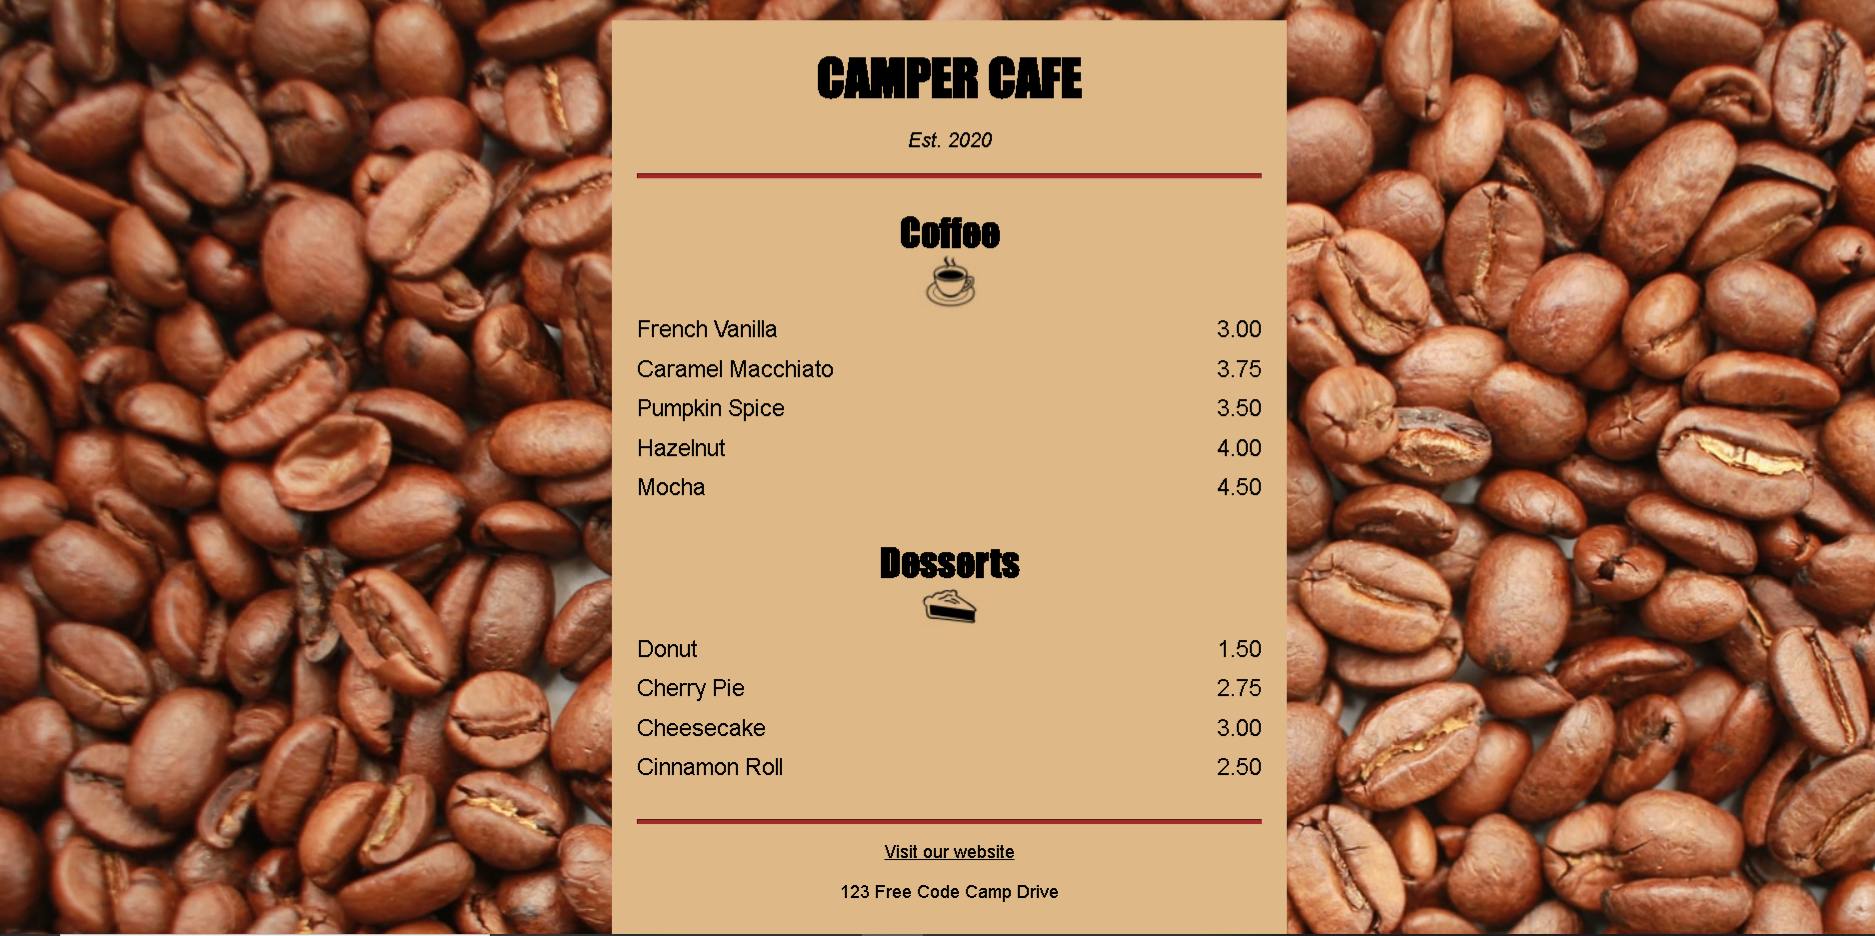 CAMPER CAFE
Est. 2020
Coffee
French Vanilla 3.00
Caramel Macchiato 3.75
Pumpkin Spice 3.50
Hazelnut 4.00
Mocha 4.50
Desserts
Donut 1.50
Cherry Pie 2.75
Cheesecake 3.00
Cinnamon Roll 2.50
Visit our website
123 Free Code Camp Drive